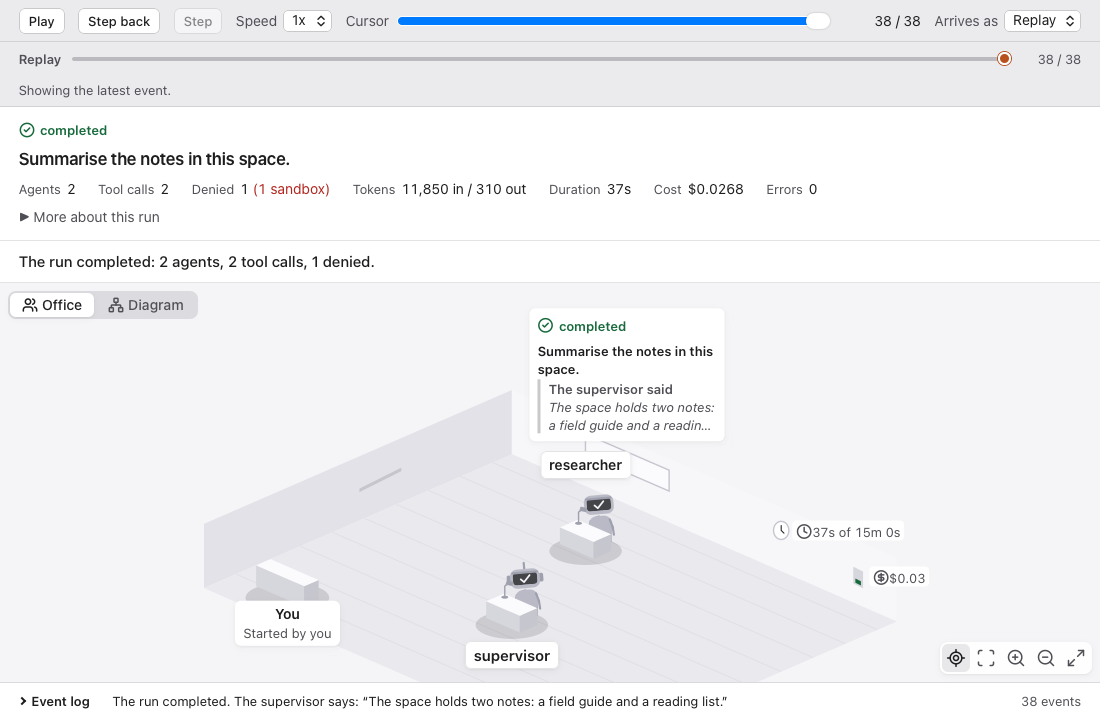 Play Step back Step Speed 1x Cursor 38 / 38 Arrives as Replay
Replay 38 / 38
Showing the latest event.
completed
Summarise the notes in this space.
Agents 2 Tool calls 2 Denied 1 (1 sandbox) Tokens 11,850 in / 310 out Duration 37s Cost $0.0268 Errors 0
More about this run
The run completed: 2 agents, 2 tool calls, 1 denied.
Office Diagram
completed
Summarise the notes in this
space.
The supervisor said
The space holds two notes:
a field guide and a readin…
researcher
37s of 15m 0s
$0.03
You
Started by you
supervisor
Event log The run completed. The supervisor says: “The space holds two notes: a field guide and a reading list.” 38 events